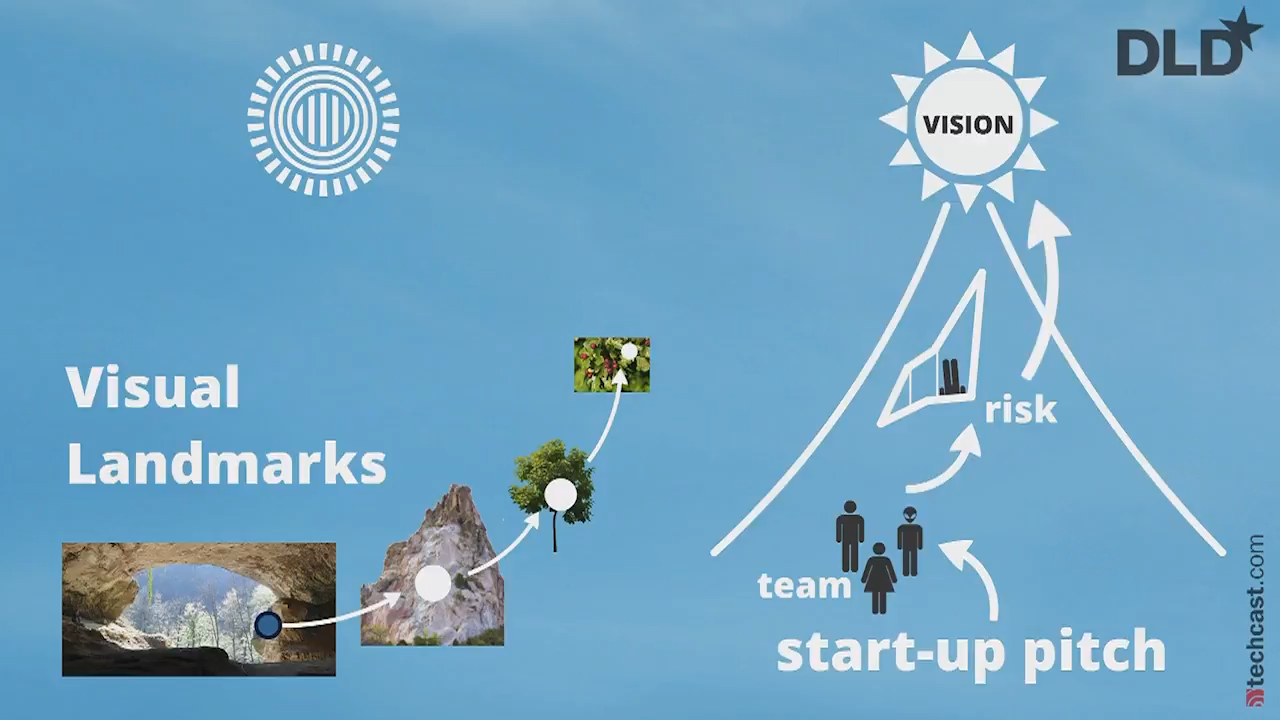 DLD
VISION
Visual
Landmarks
risk
team
start-up pitch
techcast.com